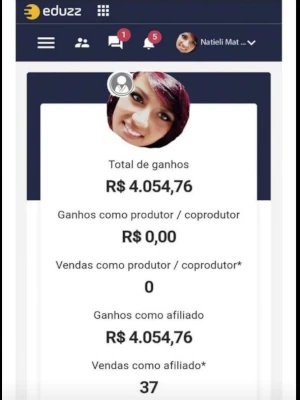 eduzz
1
5
Natieli Mat ...
Total de ganhos
R$ 4.054,76
Ganhos como produtor / coprodutor
R$ 0,00
Vendas como produtor / coprodutor*
0
Ganhos como afiliado
R$ 4.054,76
Vendas como afiliado*
37